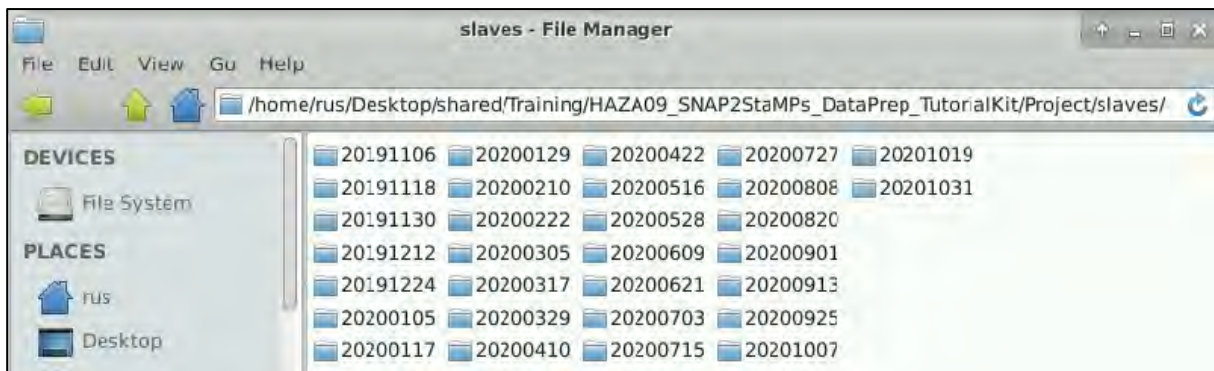 slaves - File Manager
File Edit View Go Help
/home/rus/Desktop/shared/Training/HAZA09_SNAP2StaMPs_DataPrep_TutorialKit/Project/slaves/
DEVICES
File System
PLACES
rus
Desktop
20191106 20200129 20200422 20200727 20201019
20191118 20200210 20200516 20200808 20201031
20191130 20200222 20200528 20200820
20191212 20200305 20200609 20200901
20191224 20200317 20200621 20200913
20200105 20200329 20200703 20200925
20200117 20200410 20200715 20201007